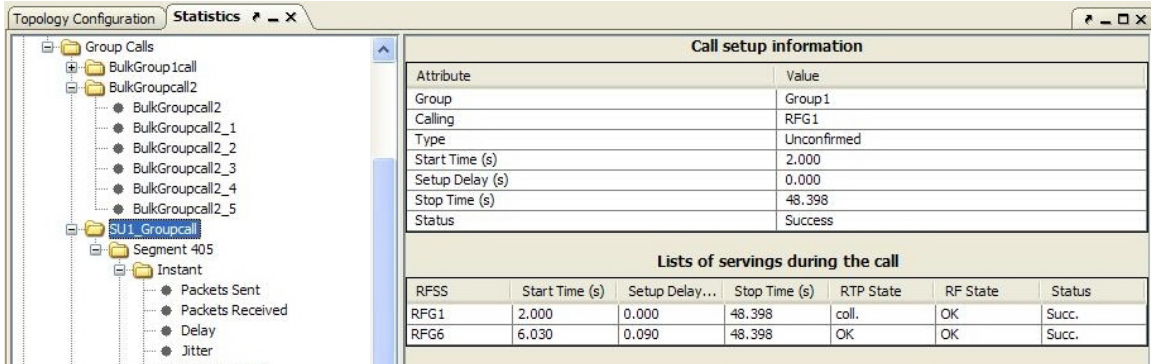 Topology Configuration Statistics
Group Calls
BulkGroup1call
BulkGroupcall2
BulkGroupcall2
BulkGroupcall2_1
BulkGroupcall2_2
BulkGroupcall2_3
BulkGroupcall2_4
BulkGroupcall2_5
SU1_Groupcall
Segment 405
Instant
Packets Sent
Packets Received
Delay
Jitter
Call setup information
Attribute Value
Group Group1
Calling RFG1
Type Unconfirmed
Start Time (s) 2.000
Setup Delay (s) 0.000
Stop Time (s) 48.398
Status Success
Lists of servings during the call
RFSS Start Time (s) Setup Delay... Stop Time (s) RTP State RF State Status
RFG1 2.000 0.000 48.398 coll. OK Succ.
RFG6 6.030 0.090 48.398 OK OK Succ.